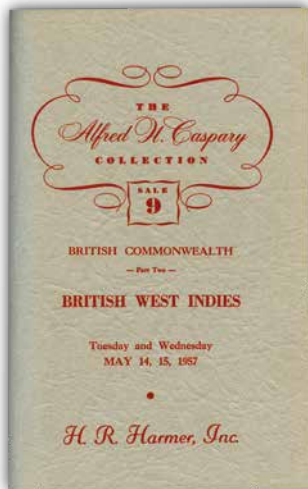 THE
Alfred H. Caspary
COLLECTION
SALE
9
BRITISH COMMONWEALTH
— Part Two —
BRITISH WEST INDIES
Tuesday and Wednesday
MAY 14, 15, 1957
H. R. Harmer, Inc.